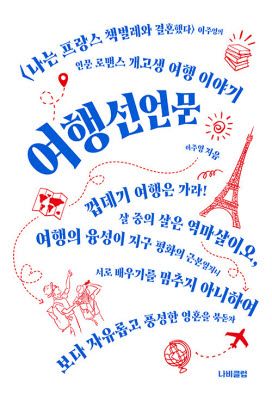 〈나는 프랑스 책벌레와 결혼했다〉 이주영의
인문 로맨스 개고생 여행 이야기
여행선언문
이주영 지음
껍데기 여행은 가라!
살 중의 살은 역마살이오,
여행의 융성이 지구 평화의 근본일거니
서로 배우기를 멈추지 아니하여
보다 자유롭고 풍성한 영혼을 북돋자
나비클럽